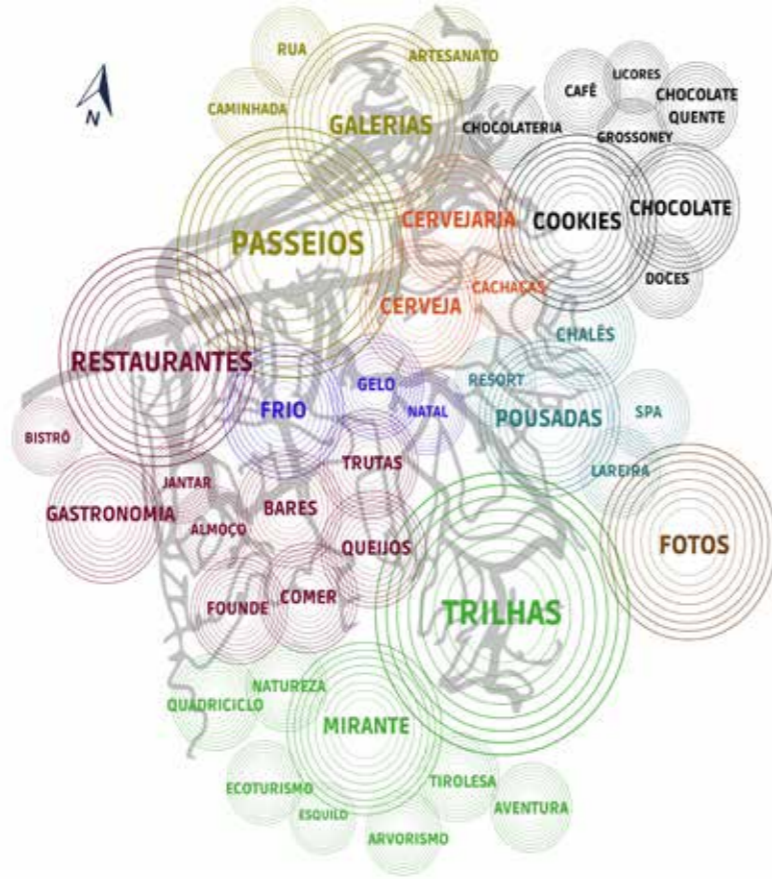 RUA
ARTESANATO
CAFÊ
LICORES
CHOCOLATE
QUENTE
CAMINHADA
GALERIAS
CHOCOLATERIA
GROSSONEY
N
CERVEJARIA
COOKIES
CHOCOLATE
PASSEIOS
DOCES
CACHAÇAS
CERVEJA
CHALÊS
RESTAURANTES
GELO
RESORT
FRIO
NATAL
POUSADAS
SPA
BISTRÔ
TRUTAS
LAREIRA
JANTAR
BARES
GASTRONOMIA
ALMOÇO
QUEIJOS
FOTOS
FOUNDE
COMER
TRILHAS
NATUREZA
QUADRICICLO
MIRANTE
TIROLESA
ECOTURISMO
AVENTURA
ESQUILO
ARVORISMO